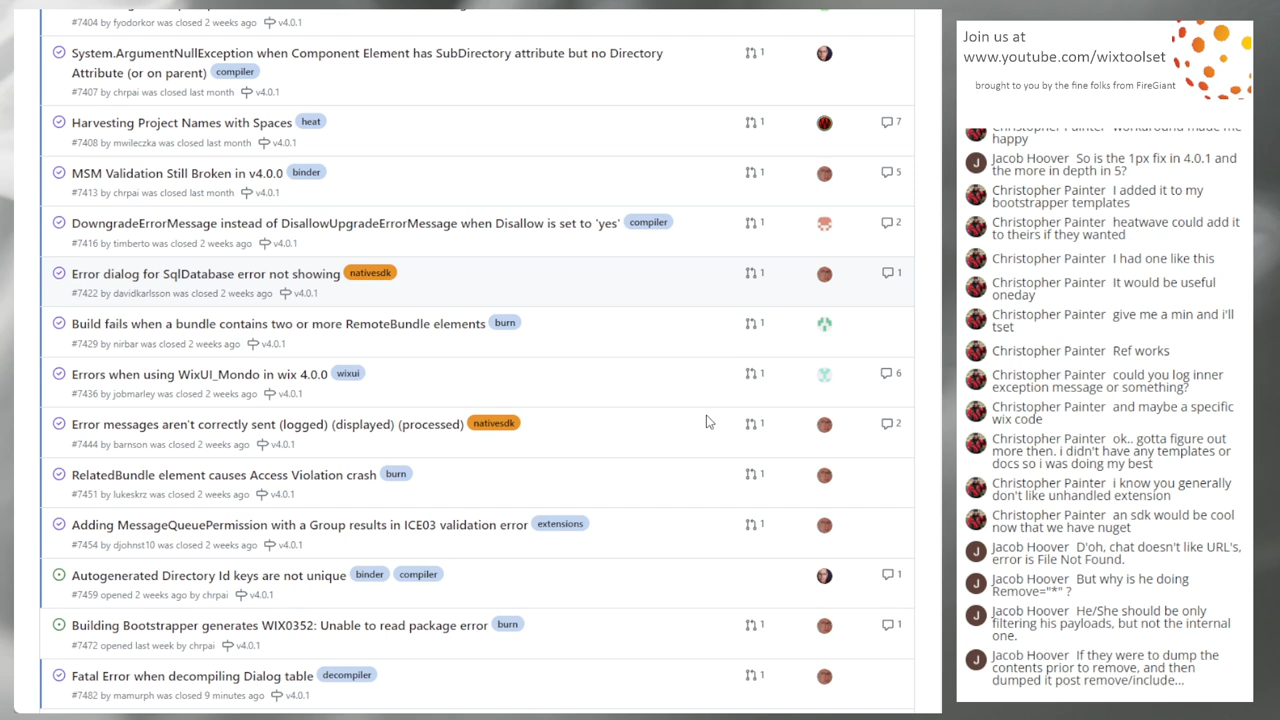 #7404 by fyodorkor was closed 2 weeks ago v4.0.1
System.ArgumentNullException when Component Element has SubDirectory attribute but no Directory
Attribute (or on parent) compiler
#7407 by chrpai was closed last month v4.0.1
1
Harvesting Project Names with Spaces heat
#7408 by mwileczka was closed last month v4.0.1
1 7
MSM Validation Still Broken in v4.0.0 binder
#7413 by chrpai was closed last month v4.0.1
1 5
DowngradeErrorMessage instead of DisallowUpgradeErrorMessage when Disallow is set to 'yes' compiler
#7416 by timberto was closed 2 weeks ago v4.0.1
1 2
Error dialog for SqlDatabase error not showing nativesdk
#7422 by davidkarlsson was closed 2 weeks ago v4.0.1
1 1
Build fails when a bundle contains two or more RemoteBundle elements burn
#7429 by nirbar was closed 2 weeks ago v4.0.1
1
Errors when using WixUI_Mondo in wix 4.0.0 wixui
#7436 by jobmarley was closed 2 weeks ago v4.0.1
1 6
Error messages aren't correctly sent (logged) (displayed) (processed) nativesdk
#7444 by barnson was closed 2 weeks ago v4.0.1
1 2
RelatedBundle element causes Access Violation crash burn
#7451 by lukeskrz was closed 2 weeks ago v4.0.1
1
Adding MessageQueuePermission with a Group results in ICE03 validation error extensions
#7454 by djohnst10 was closed 2 weeks ago v4.0.1
1
Autogenerated Directory Id keys are not unique binder compiler
#7459 opened 2 weeks ago by chrpai v4.0.1
1 1
Building Bootstrapper generates WIX0352: Unable to read package error burn
#7472 opened last week by chrpai v4.0.1
1 1
Fatal Error when decompiling Dialog table decompiler
#7482 by mamurph was closed 9 minutes ago v4.0.1
1
Join us at
www.youtube.com/wixtoolset
brought to you by the fine folks from FireGiant
Christopher Painter workaround made me
happy
Jacob Hoover So is the 1px fix in 4.0.1 and
the more in depth in 5?
Christopher Painter I added it to my
bootstrapper templates
Christopher Painter heatwave could add it
to theirs if they wanted
Christopher Painter I had one like this
Christopher Painter It would be useful
oneday
Christopher Painter give me a min and i'll
tset
Christopher Painter Ref works
Christopher Painter could you log inner
exception message or something?
Christopher Painter and maybe a specific
wix code
Christopher Painter ok.. gotta figure out
more then. i didn't have any templates or
docs so i was doing my best
Christopher Painter i know you generally
don't like unhandled extension
Christopher Painter an sdk would be cool
now that we have nuget
Jacob Hoover D'oh, chat doesn't like URL's,
error is File Not Found.
Jacob Hoover But why is he doing
Remove="*" ?
Jacob Hoover He/She should be only
filtering his payloads, but not the internal
one.
Jacob Hoover If they were to dump the
contents prior to remove, and then
dumped it post remove/include...